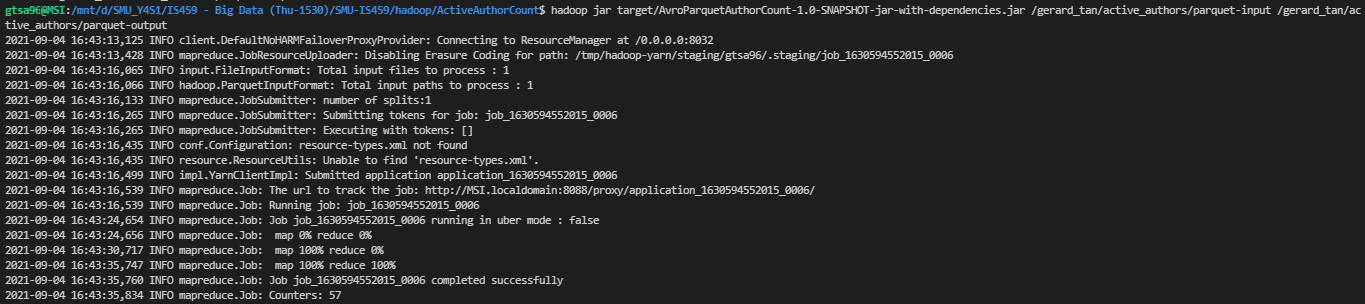 gtsa96@MSI:/mnt/d/SMU_Y4S1/IS459 - Big Data (Thu-1530)/SMU-IS459/hadoop/ActiveAuthorCount$ hadoop jar target/AvroParquetAuthorCount-1.0-SNAPSHOT-jar-with-dependencies.jar /gerard_tan/active_authors/parquet-input /gerard_tan/ac
tive_authors/parquet-output
2021-09-04 16:43:13,125 INFO client.DefaultNoHARMFailoverProxyProvider: Connecting to ResourceManager at /0.0.0.0:8032
2021-09-04 16:43:13,428 INFO mapreduce.JobResourceUploader: Disabling Erasure Coding for path: /tmp/hadoop-yarn/staging/gtsa96/.staging/job_1630594552015_0006
2021-09-04 16:43:16,065 INFO input.FileInputFormat: Total input files to process : 1
2021-09-04 16:43:16,066 INFO hadoop.ParquetInputFormat: Total input paths to process : 1
2021-09-04 16:43:16,133 INFO mapreduce.JobSubmitter: number of splits:1
2021-09-04 16:43:16,265 INFO mapreduce.JobSubmitter: Submitting tokens for job: job_1630594552015_0006
2021-09-04 16:43:16,265 INFO mapreduce.JobSubmitter: Executing with tokens: []
2021-09-04 16:43:16,435 INFO conf.Configuration: resource-types.xml not found
2021-09-04 16:43:16,435 INFO resource.ResourceUtils: Unable to find 'resource-types.xml'.
2021-09-04 16:43:16,499 INFO impl.YarnClientImpl: Submitted application application_1630594552015_0006
2021-09-04 16:43:16,539 INFO mapreduce.Job: The url to track the job: http://MSI.localdomain:8088/proxy/application_1630594552015_0006/
2021-09-04 16:43:16,539 INFO mapreduce.Job: Running job: job_1630594552015_0006
2021-09-04 16:43:24,654 INFO mapreduce.Job: Job job_1630594552015_0006 running in uber mode : false
2021-09-04 16:43:24,656 INFO mapreduce.Job:  map 0% reduce 0%
2021-09-04 16:43:30,717 INFO mapreduce.Job:  map 100% reduce 0%
2021-09-04 16:43:35,747 INFO mapreduce.Job:  map 100% reduce 100%
2021-09-04 16:43:35,760 INFO mapreduce.Job: Job job_1630594552015_0006 completed successfully
2021-09-04 16:43:35,834 INFO mapreduce.Job: Counters: 57